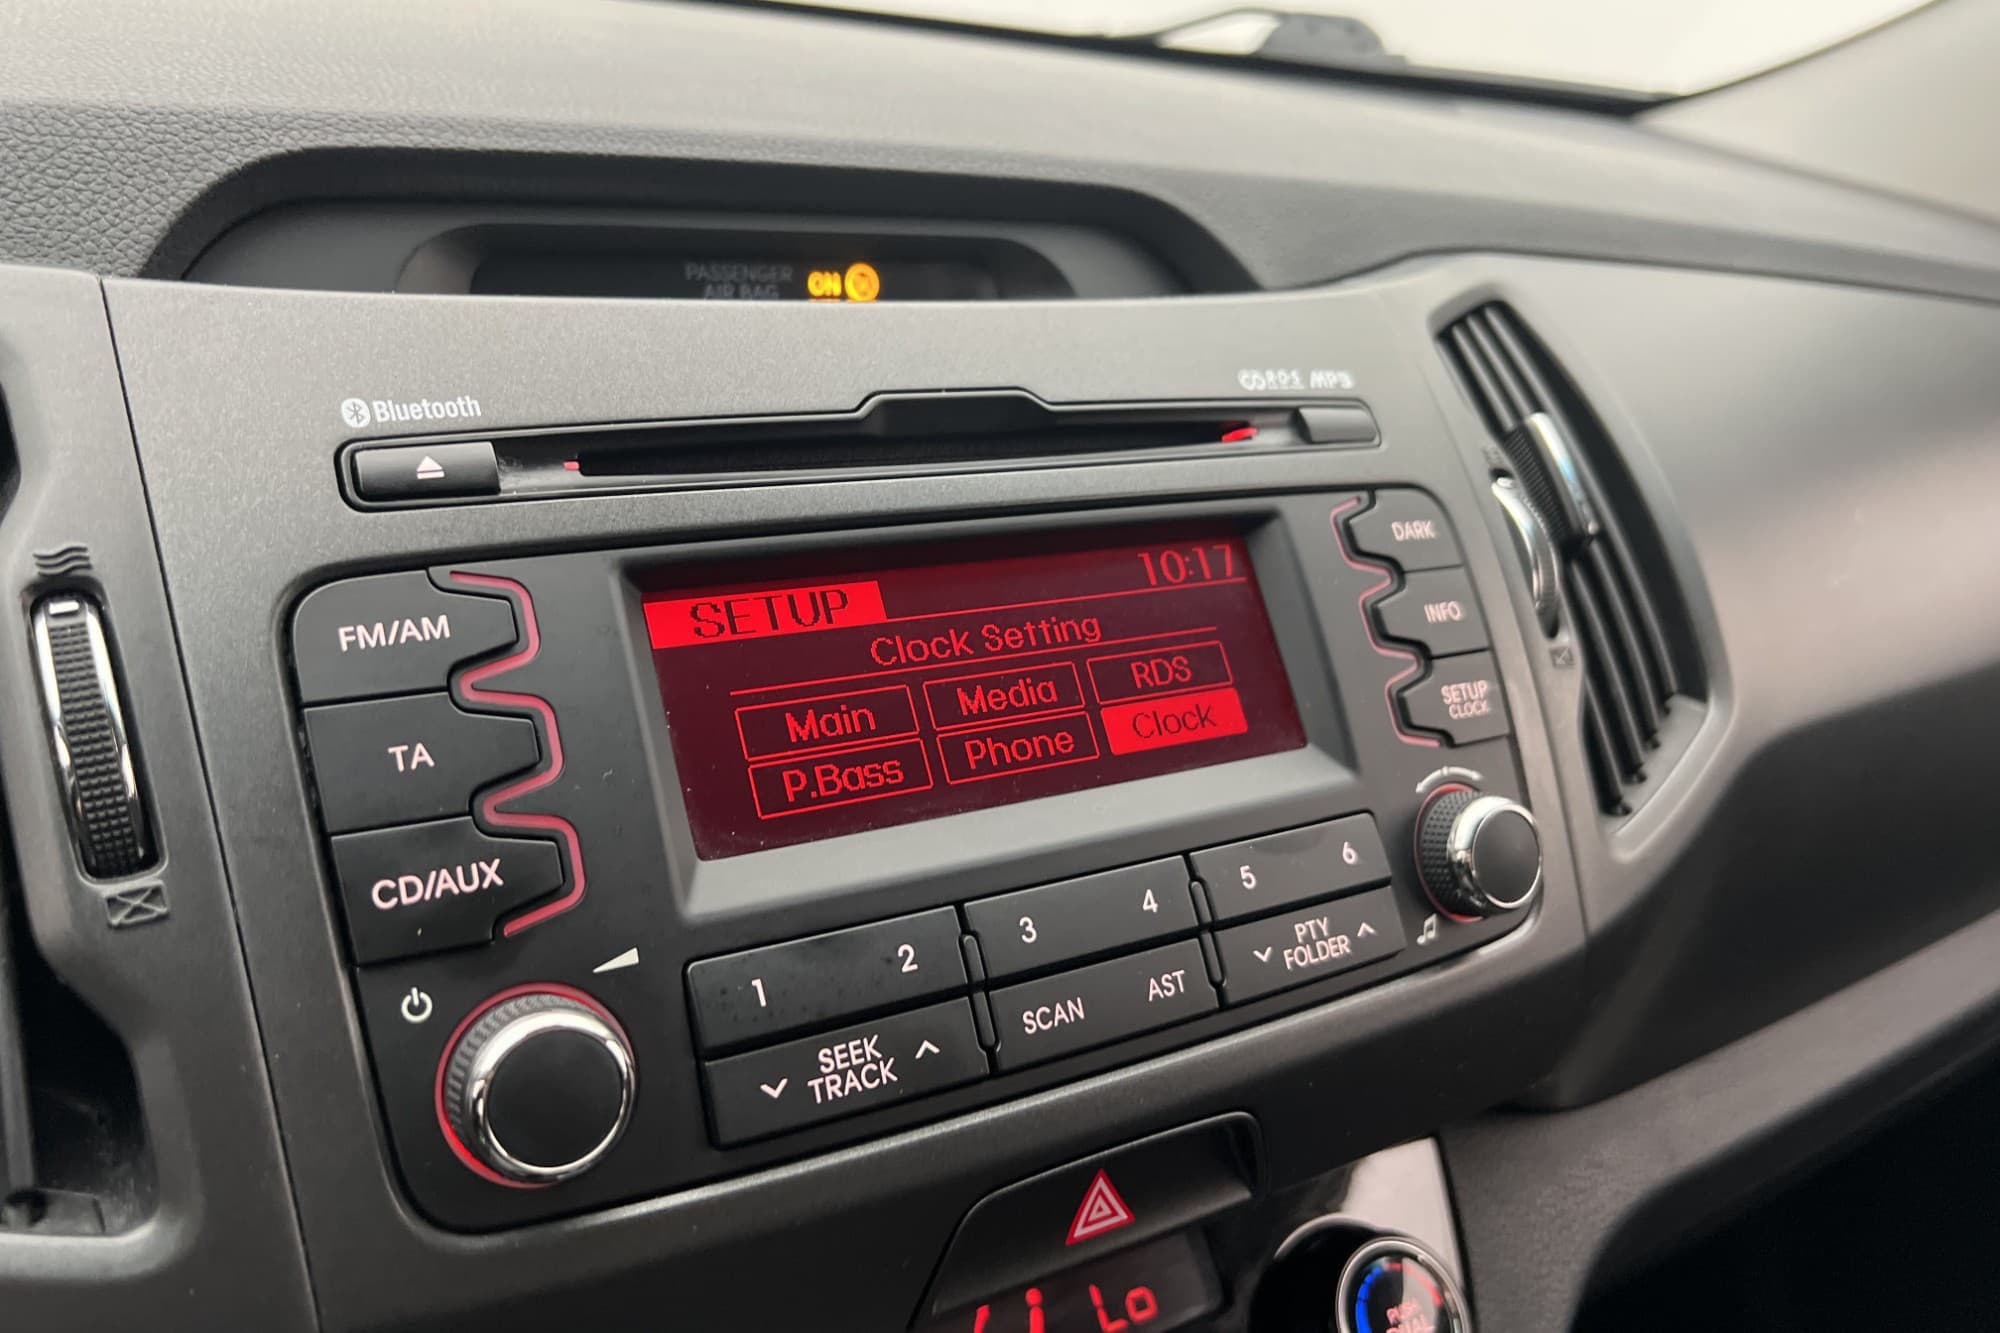 PASSENGER
AIR BAG
ON
Bluetooth
RDS MP3
DARK
INFO
SETUP
CLOCK
FM/AM
TA
CD/AUX
SETUP
10:17
Clock Setting
Main
Media
RDS
P.Bass
Phone
Clock
1 2
3 4
5 6
SEEK
TRACK
SCAN AST
PTY
FOLDER
Lo
PUSH